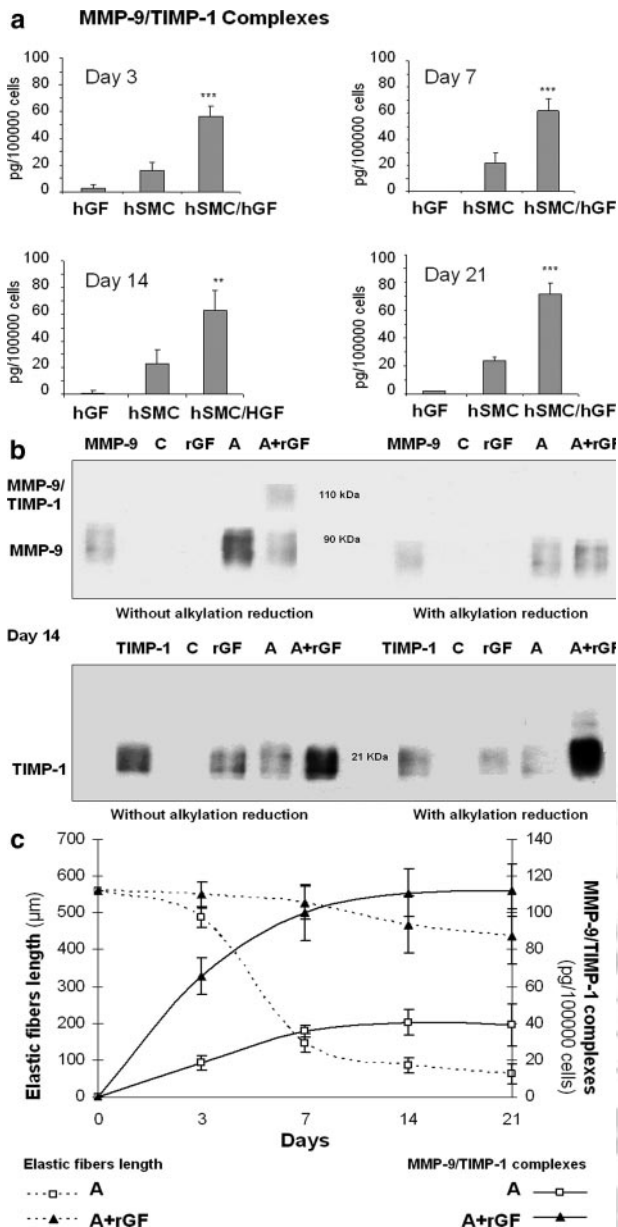 a MMP-9/TIMP-1 Complexes
Day 3
pg/100000 cells
100
80
60
40
20
0
***
hGF hSMC hSMC/hGF
Day 7
pg/100000 cells
100
80
60
40
20
0
***
hGF hSMC hSMC/hGF
Day 14
pg/100000 cells
100
80
60
40
20
0
**
hGF hSMC hSMC/HGF
Day 21
pg/100000 cells
100
80
60
40
20
0
***
hGF hSMC hSMC/hGF
b MMP-9 C rGF A A+rGF MMP-9 C rGF A A+rGF
MMP-9/
TIMP-1
110 kDa
MMP-9
90 KDa
Without alkylation reduction With alkylation reduction
Day 14
TIMP-1 C rGF A A+rGF TIMP-1 C rGF A A+rGF
TIMP-1
21 KDa
Without alkylation reduction With alkylation reduction
c
Elastic fibers length (µm)
700
600
500
400
300
200
100
0
140
120
100
80
60
40
20
0
MMP-9/TIMP-1 complexes
(pg/100000 cells)
0 3 7 14 21
Days
Elastic fibers length
A
A+rGF
MMP-9/TIMP-1 complexes
A
A+rGF